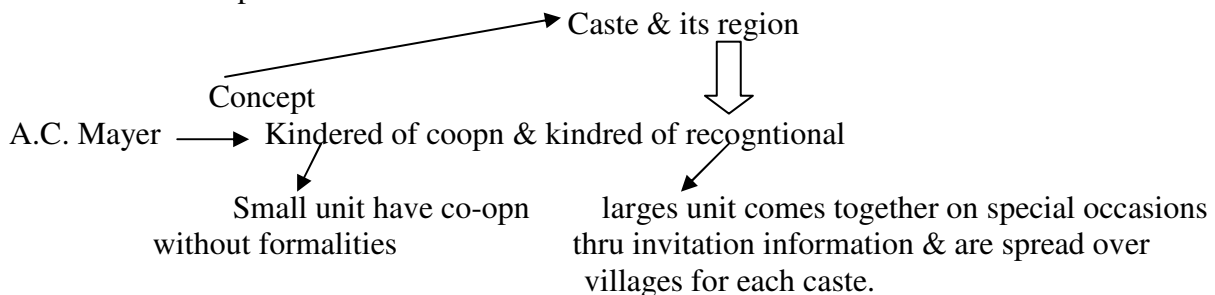 Caste & its region
Concept
A.C. Mayer Kindered of coopn & kindred of recogntional
Small unit have co-opn larges unit comes together on special occasions
without formalities thru invitation information & are spread over
villages for each caste.